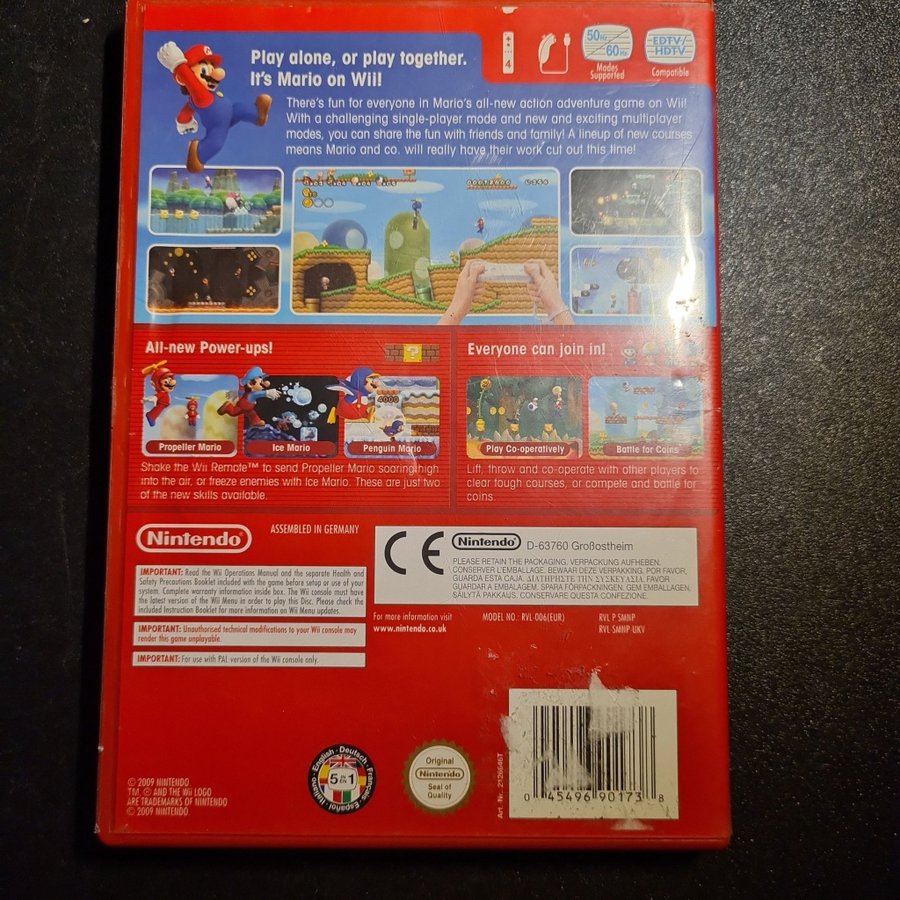 Play alone, or play together.
It's Mario on Wii!
4
50Hz
60Hz
Modes
Supported
EDTV/
HDTV
Compatible
There's fun for everyone in Mario's all-new action adventure game on Wii!
With a challenging single-player mode and new and exciting multiplayer
modes, you can share the fun with friends and family! A lineup of new courses
means Mario and co. will really have their work cut out this time!
All-new Power-ups!
?
Propeller Mario
Ice Mario
4000
Penguin Mario
Shake the Wii Remote™ to send Propeller Mario soaring high
into the air, or freeze enemies with Ice Mario. These are just two
of the new skills available.
Everyone can join in!
Play Co-operatively
Battle for Coins
Lift, throw and co-operate with other players to
clear tough courses, or compete and battle for
coins.
Nintendo
ASSEMBLED IN GERMANY
IMPORTANT: Read the Wii Operations Manual and the separate Health and
Safety Precautions Booklet included with the game before setup or use of your
system. Complete warranty information inside box. The Wii console must have
the latest version of the Wii Menu in order to play this Disc. Please check the
included Instruction Booklet for more information on Wii Menu updates.
IMPORTANT: Unauthorised technical modifications to your Wii console may
render this game unplayable.
IMPORTANT: For use with PAL version of the Wii console only.
CE
Nintendo
D-63760 Großostheim
PLEASE RETAIN THE PACKAGING. VERPACKUNG AUFHEBEN.
CONSERVER L'EMBALLAGE. BEWAAR DEZE VERPAKKING. POR FAVOR,
GUARDA ESTA CAJA. ΔΙΑΤΗΡΗΣΤΕ ΤΗΝ ΣΥΣΚΕΥΑΣΙΑ. FAVOR
GUARDAR A EMBALAGEM. SPAR FÖRPACKNINGEN. GEM EMBALLAGEN.
SÄILYTÄ PAKKAUS. CONSERVARE QUESTA CONFEZIONE.
For more information visit
www.nintendo.co.uk
MODEL NO.: RVL-006(EUR)
RVL P SMNP
RVL-SMNP-UKV
© 2009 NINTENDO
TM, ® AND THE Wii LOGO
ARE TRADEMARKS OF NINTENDO
© 2009 NINTENDO
English · Deutsch · Français · Español · Italiano
5 IN 1
Original
Nintendo
Seal of
Quality
Art. Nr. 2126646T
0 45496 90173 8